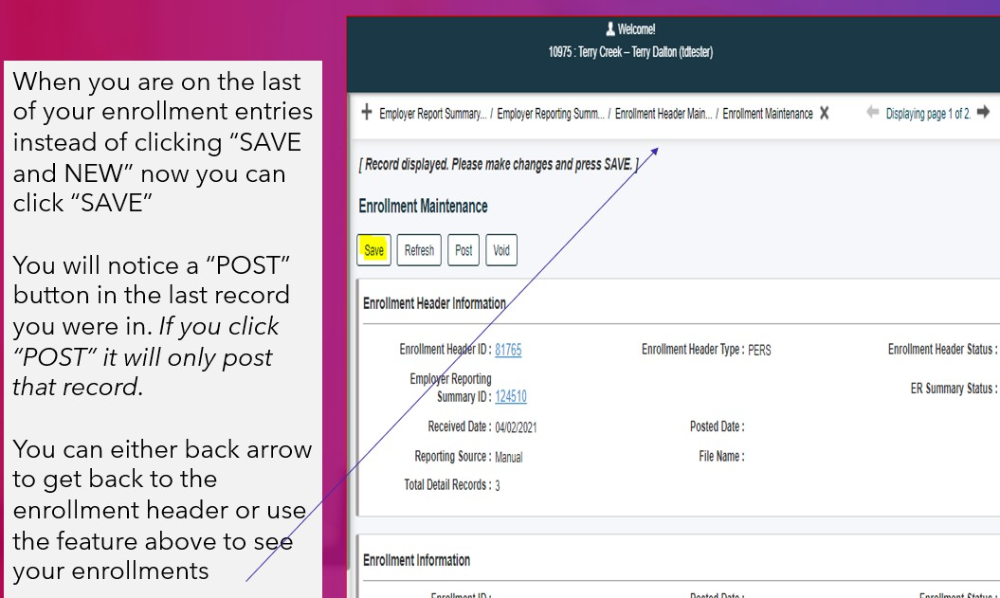 When you are on the last
of your enrollment entries
instead of clicking “SAVE
and NEW” now you can
click “SAVE”
You will notice a “POST”
button in the last record
you were in. If you click
“POST” it will only post
that record.
You can either back arrow
to get back to the
enrollment header or use
the feature above to see
your enrollments
Welcome!
10975 : Terry Creek – Terry Dalton (tdtester)
Employer Report Summary... / Employer Reporting Summ... / Enrollment Header Main... / Enrollment Maintenance
Displaying page 1 of 2.
[ Record displayed. Please make changes and press SAVE. ]
Enrollment Maintenance
Save Refresh Post Void
Enrollment Header Information
Enrollment Header ID : 81765 Enrollment Header Type : PERS Enrollment Header Status :
Employer Reporting
Summary ID : 124510 ER Summary Status :
Received Date : 04/02/2021 Posted Date :
Reporting Source : Manual File Name :
Total Detail Records : 3
Enrollment Information
Enrollment ID : Posted Date : Enrollment Status :